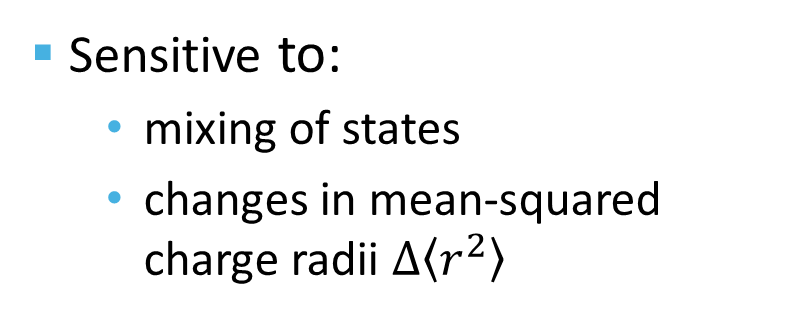 ▪ Sensitive to:
• mixing of states
• changes in mean-squared
charge radii Δ⟨r²⟩